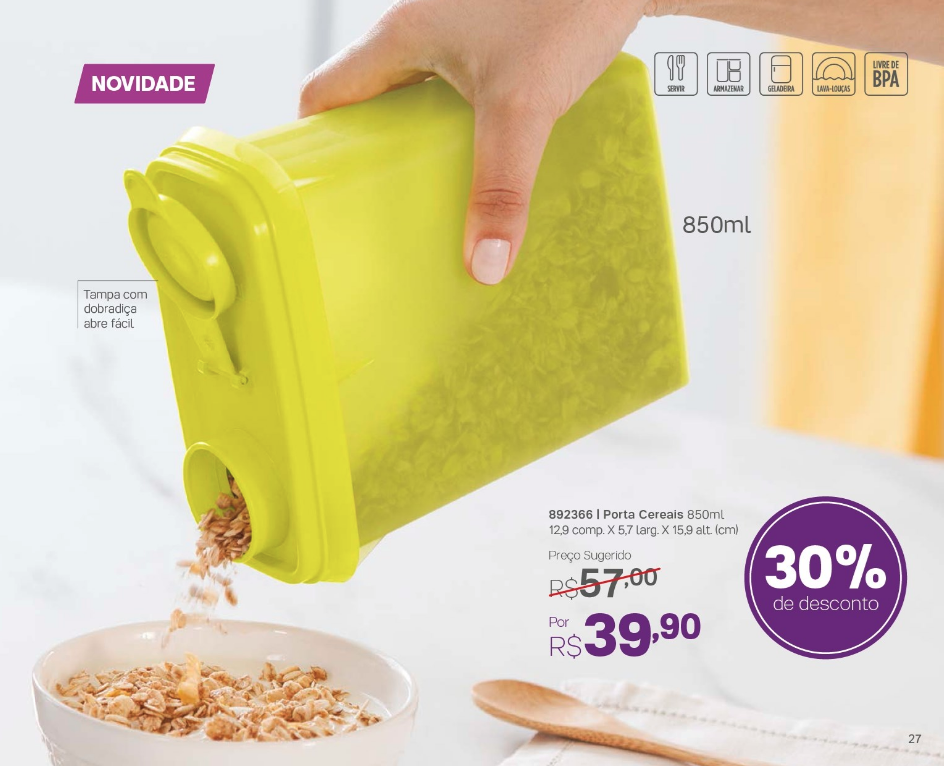 NOVIDADE
SERVIR
ARMAZENAR
GELADEIRA
LAVA-LOUÇAS
LIVRE DE
BPA
850ml
Tampa com
dobradiça
abre fácil
892366 | Porta Cereais 850ml
12,9 comp. X 5,7 larg. X 15,9 alt. (cm)
Preço Sugerido
R$57,00
Por
R$39,90
30%
de desconto
27